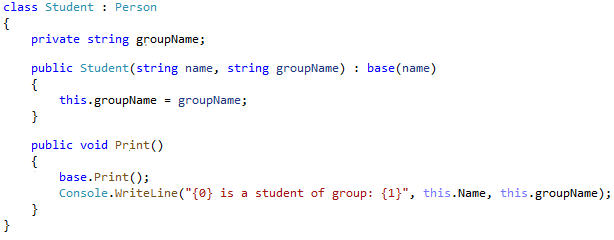 class Student : Person
{
    private string groupName;

    public Student(string name, string groupName) : base(name)
    {
        this.groupName = groupName;
    }

    public void Print()
    {
        base.Print();
        Console.WriteLine("{0} is a student of group: {1}", this.Name, this.groupName);
    }
}